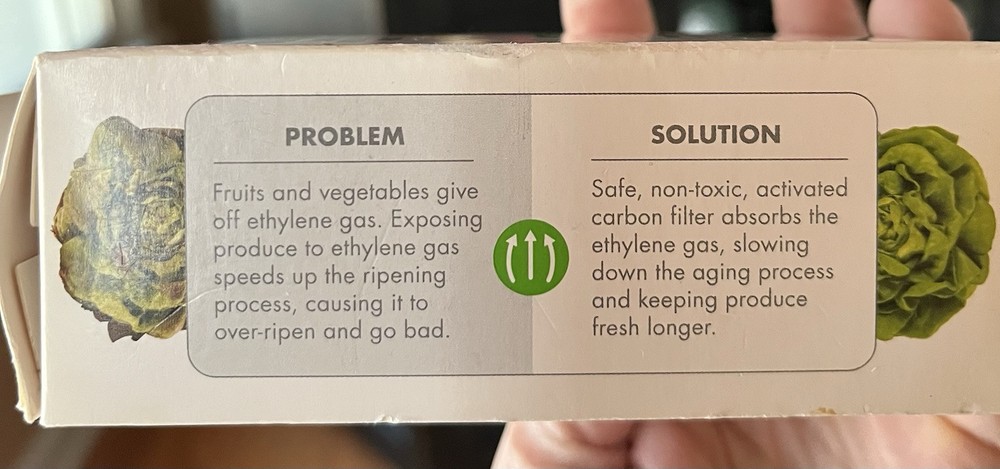 PROBLEM
Fruits and vegetables give
off ethylene gas. Exposing
produce to ethylene gas
speeds up the ripening
process, causing it to
over-ripen and go bad.
SOLUTION
Safe, non-toxic, activated
carbon filter absorbs the
ethylene gas, slowing
down the aging process
and keeping produce
fresh longer.